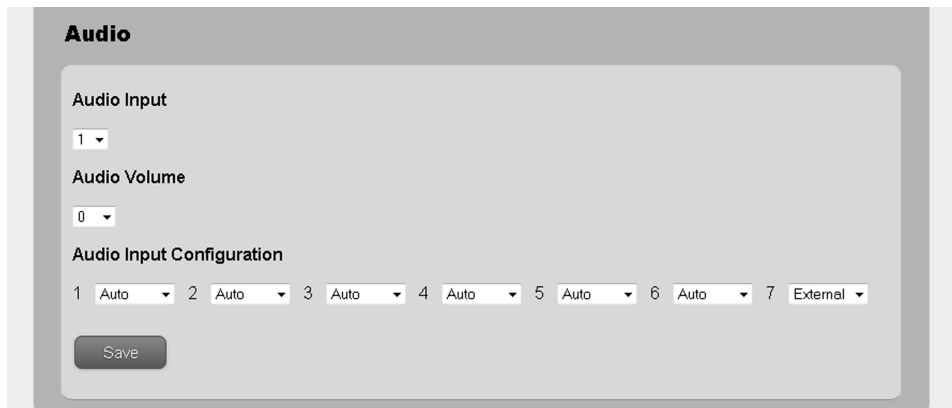 Audio
Audio Input
1
Audio Volume
0
Audio Input Configuration
1 Auto 2 Auto 3 Auto 4 Auto 5 Auto 6 Auto 7 External
Save